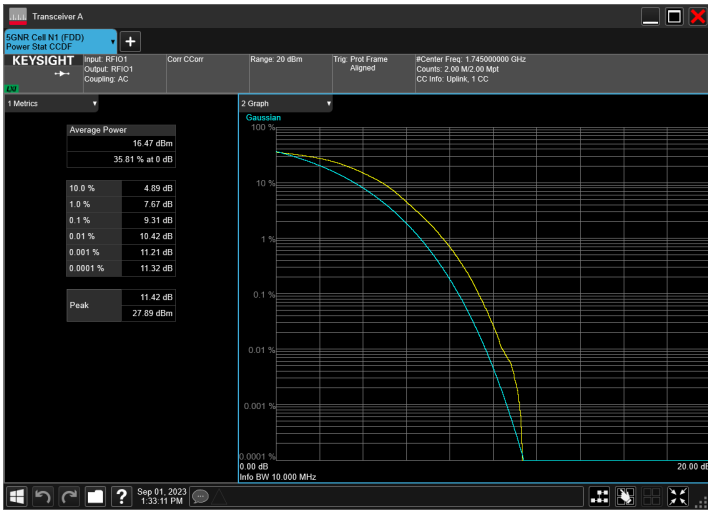 Transceiver A
5GNR Cell N1 (FDD)
Power Stat CCDF
KEYSIGHT
LXI
Input: RFIO1
Output: RFIO1
Coupling: AC
Corr CCorr
Range: 20 dBm
Trig: Prot Frame
Aligned
#Center Freq: 1.745000000 GHz
Counts: 2.00 M/2.00 Mpt
CC Info: Uplink, 1 CC
1 Metrics
Average Power
16.47 dBm
35.81 % at 0 dB
10.0 % 4.89 dB
1.0 % 7.67 dB
0.1 % 9.31 dB
0.01 % 10.42 dB
0.001 % 11.21 dB
0.0001 % 11.32 dB
Peak
11.42 dB
27.89 dBm
2 Graph
Gaussian
100 %
10 %
1 %
0.1 %
0.01 %
0.001 %
0.0001 %
0.00 dB
20.00 dB
Info BW 10.000 MHz
?
Sep 01, 2023
1:33:11 PM